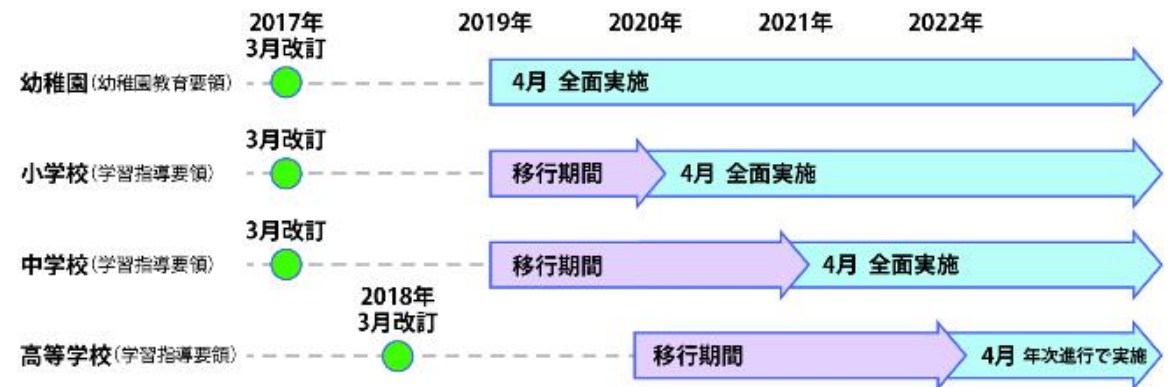 2017年 2019年 2020年 2021年 2022年
3月改訂
幼稚園(幼稚園教育要領) 4月 全面実施
3月改訂
小学校(学習指導要領) 移行期間 4月 全面実施
3月改訂
中学校(学習指導要領) 移行期間 4月 全面実施
2018年
3月改訂
高等学校(学習指導要領) 移行期間 4月 年次進行で実施